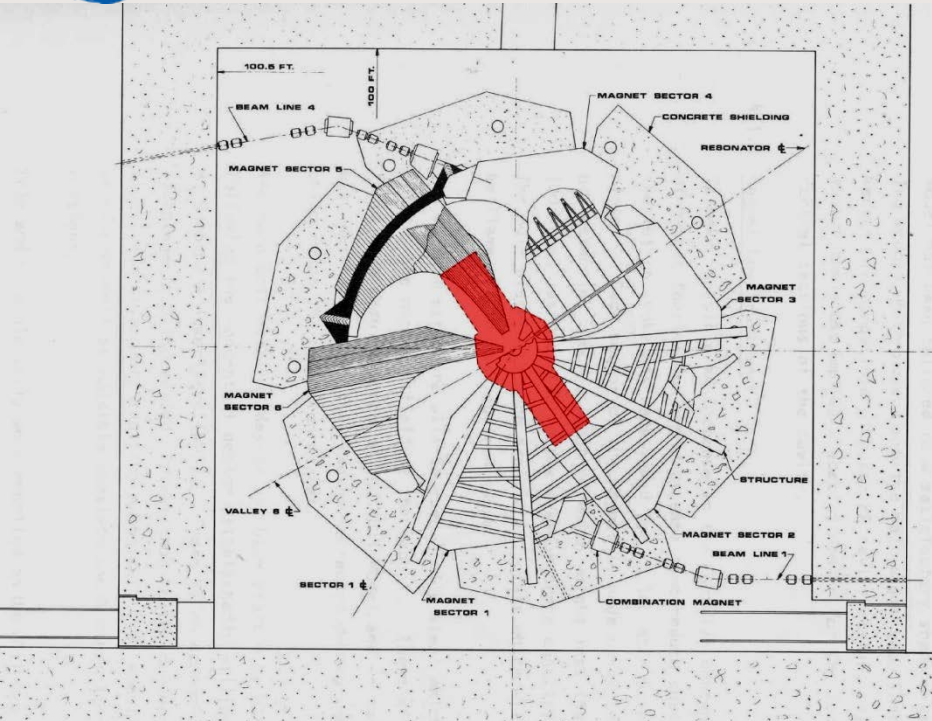 100.5 FT.
100 FT.
BEAM LINE 4
MAGNET SECTOR 4
CONCRETE SHIELDING
RESONATOR ℄
MAGNET SECTOR 5
MAGNET
SECTOR 3
MAGNET
SECTOR 6
STRUCTURE
VALLEY 6 ℄
MAGNET SECTOR 2
BEAM LINE 1
SECTOR 1 ℄
MAGNET
SECTOR 1
COMBINATION MAGNET